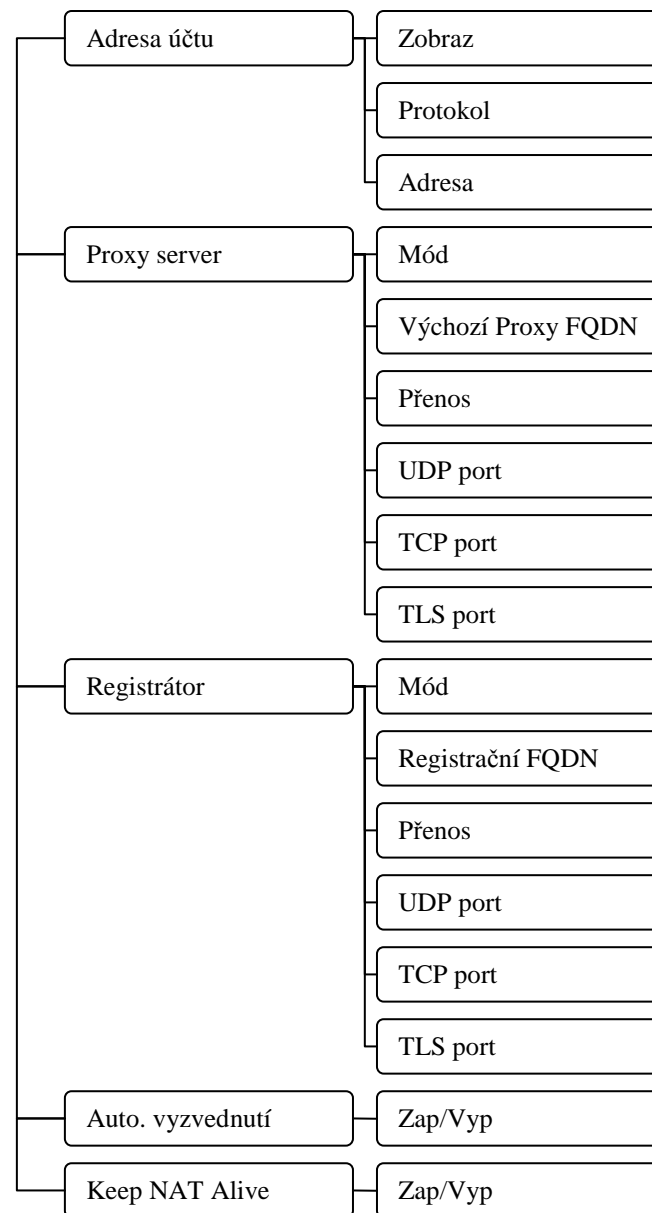 Adresa účtu
Zobraz
Protokol
Adresa
Proxy server
Mód
Výchozí Proxy FQDN
Přenos
UDP port
TCP port
TLS port
Registrátor
Mód
Registrační FQDN
Přenos
UDP port
TCP port
TLS port
Auto. vyzvednutí
Zap/Vyp
Keep NAT Alive
Zap/Vyp